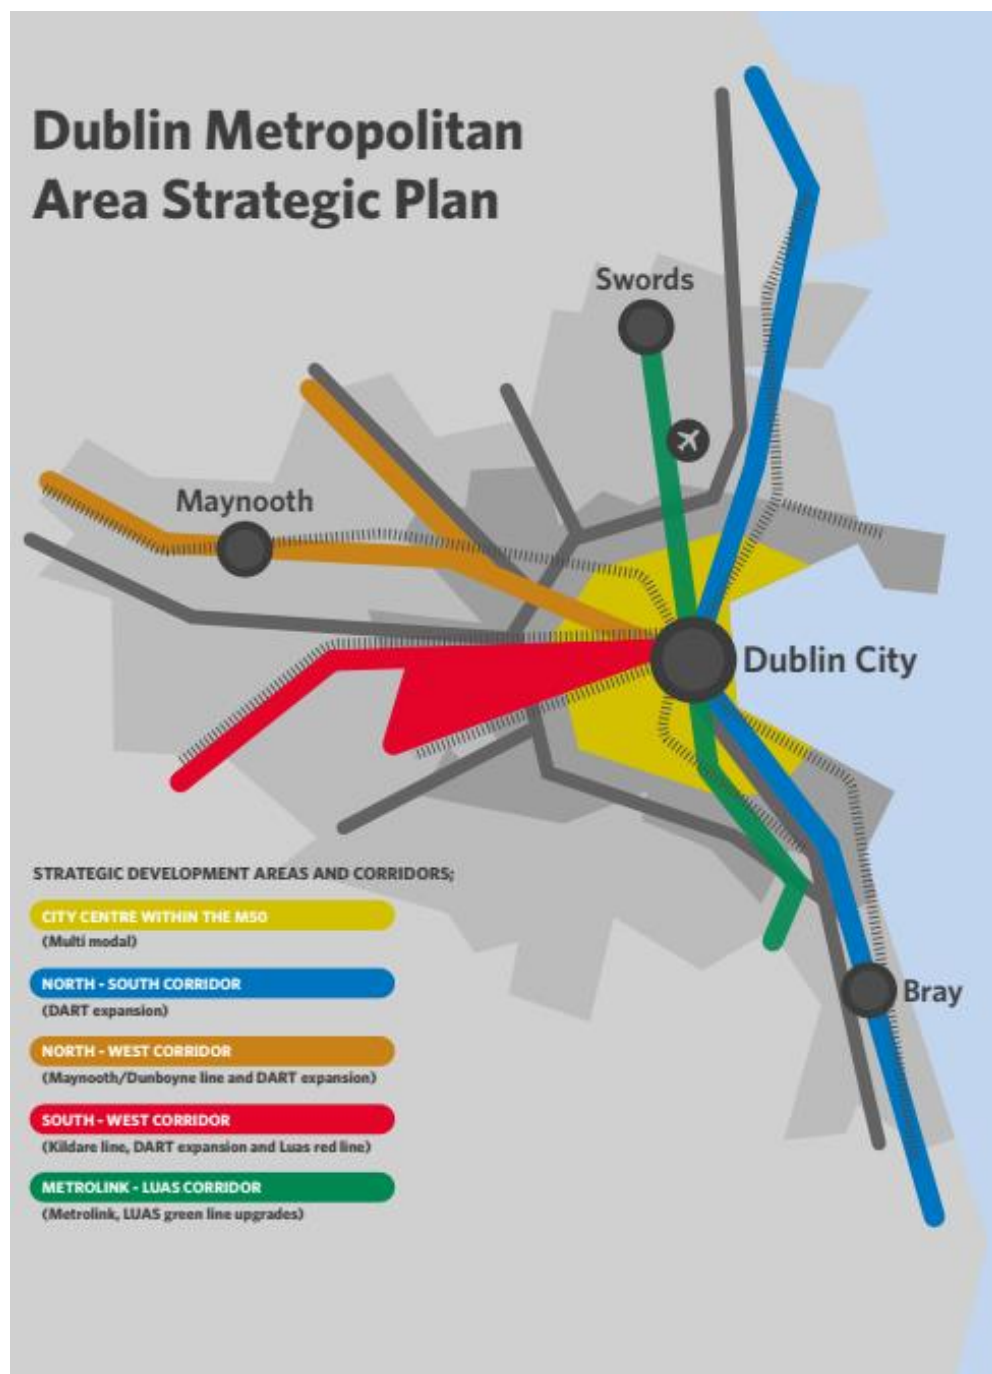 Dublin Metropolitan
Area Strategic Plan
Swords
Maynooth
Dublin City
Bray
STRATEGIC DEVELOPMENT AREAS AND CORRIDORS;
CITY CENTRE WITHIN THE M50
(Multi modal)
NORTH - SOUTH CORRIDOR
(DART expansion)
NORTH - WEST CORRIDOR
(Maynooth/Dunboyne line and DART expansion)
SOUTH - WEST CORRIDOR
(Kildare line, DART expansion and Luas red line)
METROLINK - LUAS CORRIDOR
(Metrolink, LUAS green line upgrades)